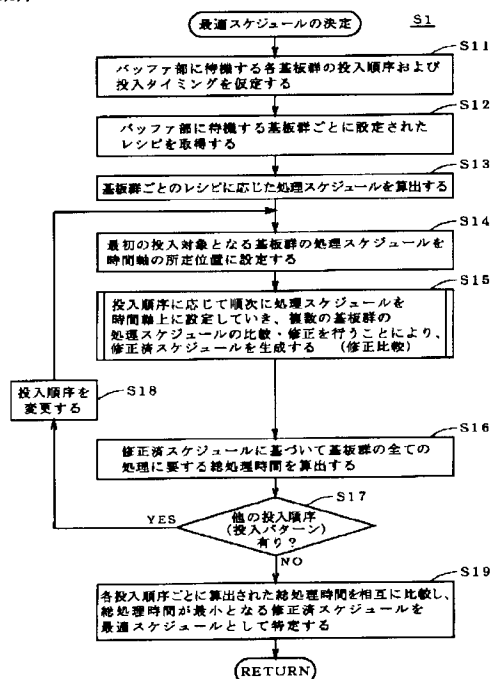 最適スケジュールの決定
S1
S11
バッファ部に待機する各基板群の投入順序および
投入タイミングを仮定する
S12
バッファ部に待機する基板群ごとに設定された
レシピを取得する
S13
基板群ごとのレシピに応じた処理スケジュールを算出する
S14
最初の投入対象となる基板群の処理スケジュールを
時間軸の所定位置に設定する
S15
投入順序に応じて順次に処理スケジュールを
時間軸上に設定していき、複数の基板群の
処理スケジュールの比較・修正を行うことにより、
修正済スケジュールを生成する (修正比較)
投入順序を
変更する
S18
S16
修正済スケジュールに基づいて基板群の全ての
処理に要する総処理時間を算出する
S17
他の投入順序
(投入パターン)
有り?
YES
NO
S19
各投入順序ごとに算出された総処理時間を相互に比較し、
総処理時間が最小となる修正済スケジュールを
最適スケジュールとして特定する
RETURN